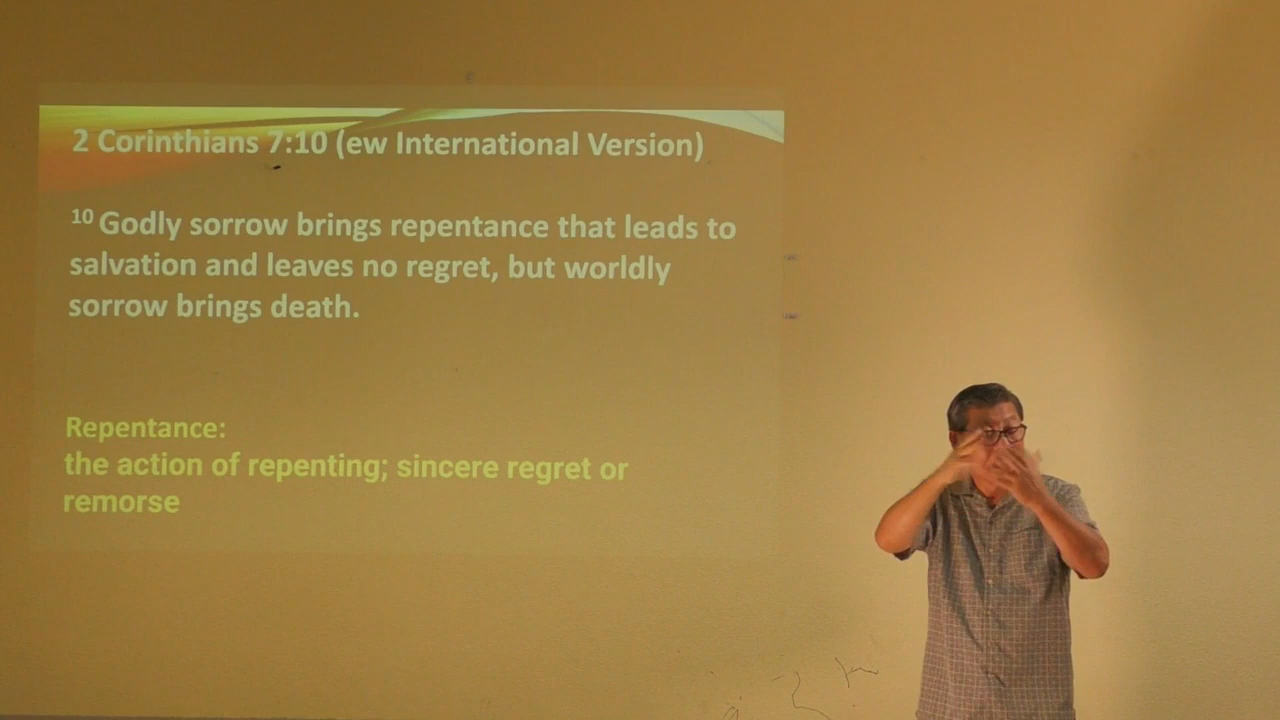 2 Corinthians 7:10 (ew International Version)
10 Godly sorrow brings repentance that leads to
salvation and leaves no regret, but worldly
sorrow brings death.
Repentance:
the action of repenting; sincere regret or
remorse